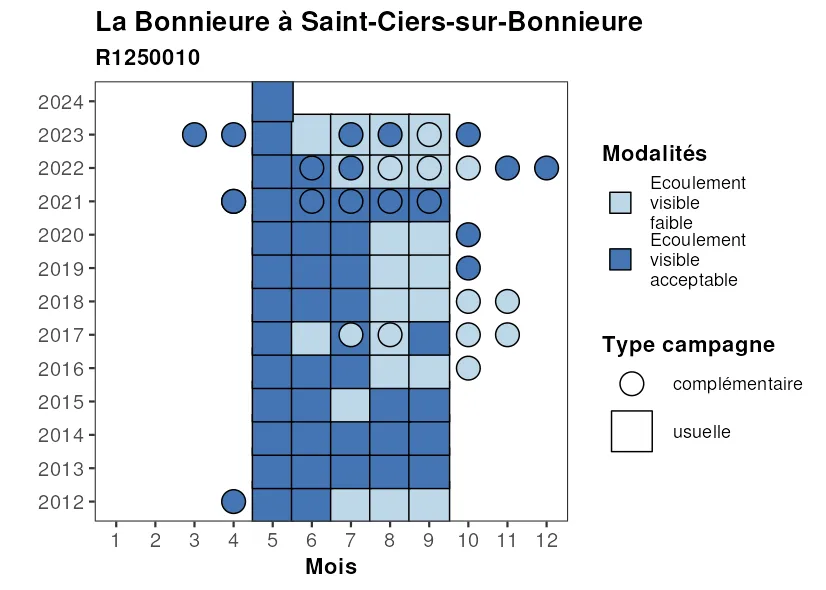 La Bonnieure à Saint-Ciers-sur-Bonnieure
R1250010
2024
2023
2022
2021
2020
2019
2018
2017
2016
2015
2014
2013
2012
1 2 3 4 5 6 7 8 9 10 11 12
Mois
Modalités
Ecoulement
visible
faible
Ecoulement
visible
acceptable
Type campagne
complémentaire
usuelle